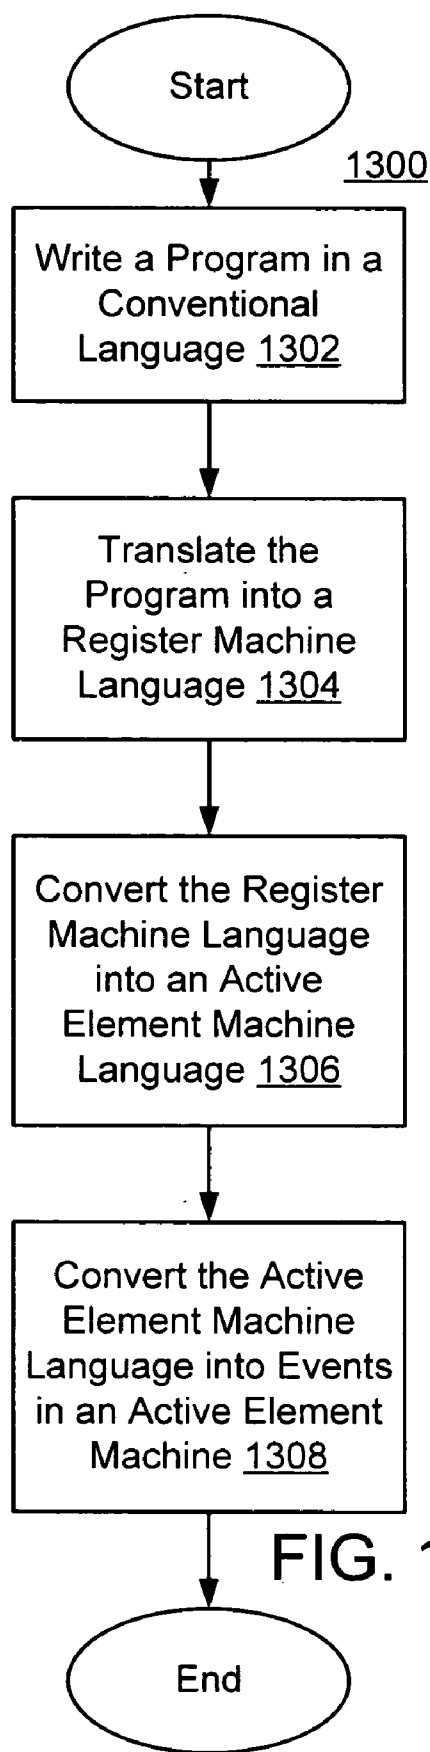 Start
1300
Write a Program in a
Conventional
Language 1302
Translate the
Program into a
Register Machine
Language 1304
Convert the Register
Machine Language
into an Active
Element Machine
Language 1306
Convert the Active
Element Machine
Language into Events
in an Active Element
Machine 1308
FIG.
End